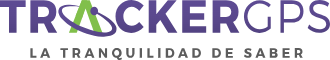 TRACKERGPS
LA TRANQUILIDAD DE SABER